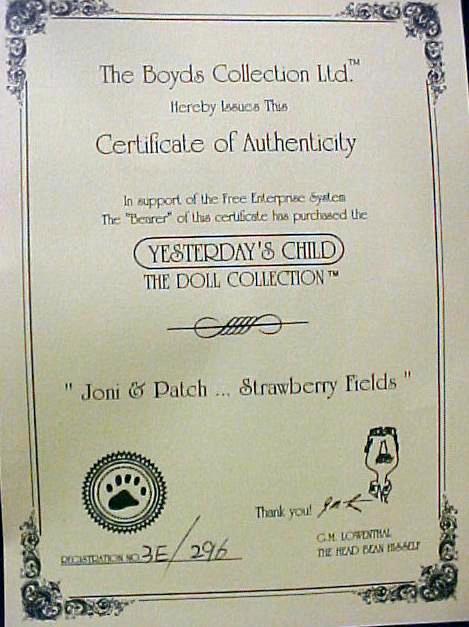 The Boyds Collection Ltd.™
Hereby Issues This
Certificate of Authenticity
In support of the Free Enterprise System
The "Bearer" of this certificate has purchased the
YESTERDAY'S CHILD
THE DOLL COLLECTION™
" Joni & Patch ... Strawberry Fields "
Thank you!
G.M. LOWENTHAL
THE HEAD BEAN HISSELF
REGISTRATION NO. 3E/296